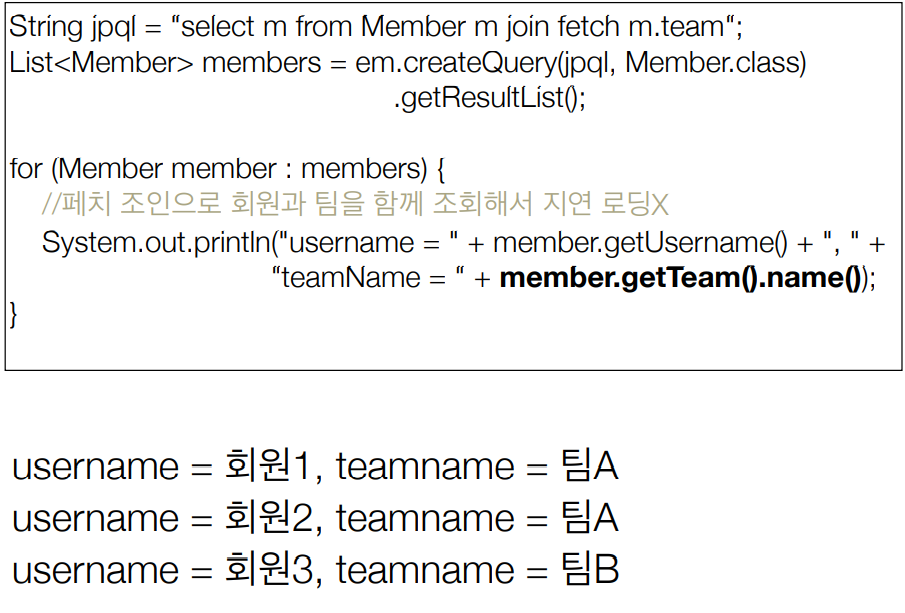 String jpql = “select m from Member m join fetch m.team“;
List<Member> members = em.createQuery(jpql, Member.class)
.getResultList();
for (Member member : members) {
//페치 조인으로 회원과 팀을 함께 조회해서 지연 로딩X
System.out.println("username = " + member.getUsername() + ", " +
“teamName = “ + member.getTeam().name());
}
username = 회원1, teamname = 팀A
username = 회원2, teamname = 팀A
username = 회원3, teamname = 팀B